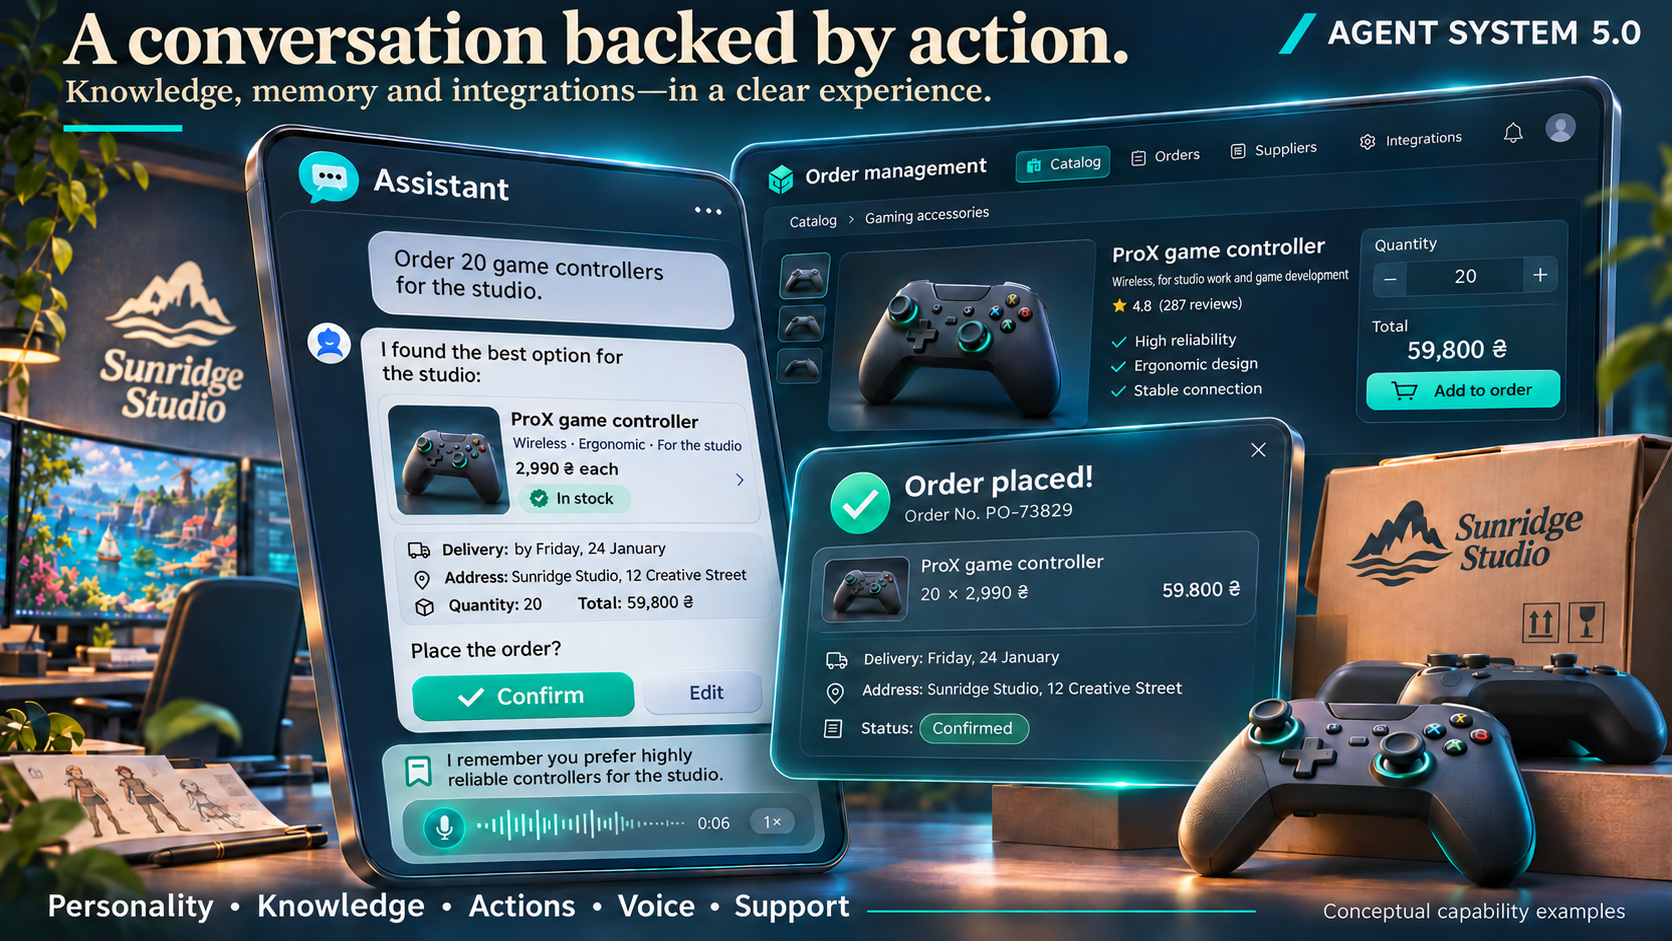 A conversation backed by action.
Knowledge, memory and integrations—in a clear experience.
AGENT SYSTEM 5.0
Sunridge
Studio
Assistant
Order 20 game controllers
for the studio.
I found the best option for
the studio:
ProX game controller
Wireless · Ergonomic · For the studio
2,990 ₴ each
In stock
Delivery: by Friday, 24 January
Address: Sunridge Studio, 12 Creative Street
Quantity: 20 Total: 59,800 ₴
Place the order?
Confirm
Edit
I remember you prefer highly
reliable controllers for the studio.
0:06
1×
Order management
Catalog
Orders
Suppliers
Integrations
Catalog > Gaming accessories
ProX game controller
Wireless, for studio work and game development
4.8 (287 reviews)
High reliability
Ergonomic design
Stable connection
Quantity
− 20 +
Total
59,800 ₴
Add to order
Order placed!
Order No. PO-73829
ProX game controller
20 × 2,990 ₴
59.800 ₴
Delivery: Friday, 24 January
Address: Sunridge Studio, 12 Creative Street
Status: Confirmed
Sunridge
Studio
Personality • Knowledge • Actions • Voice • Support
Conceptual capability examples